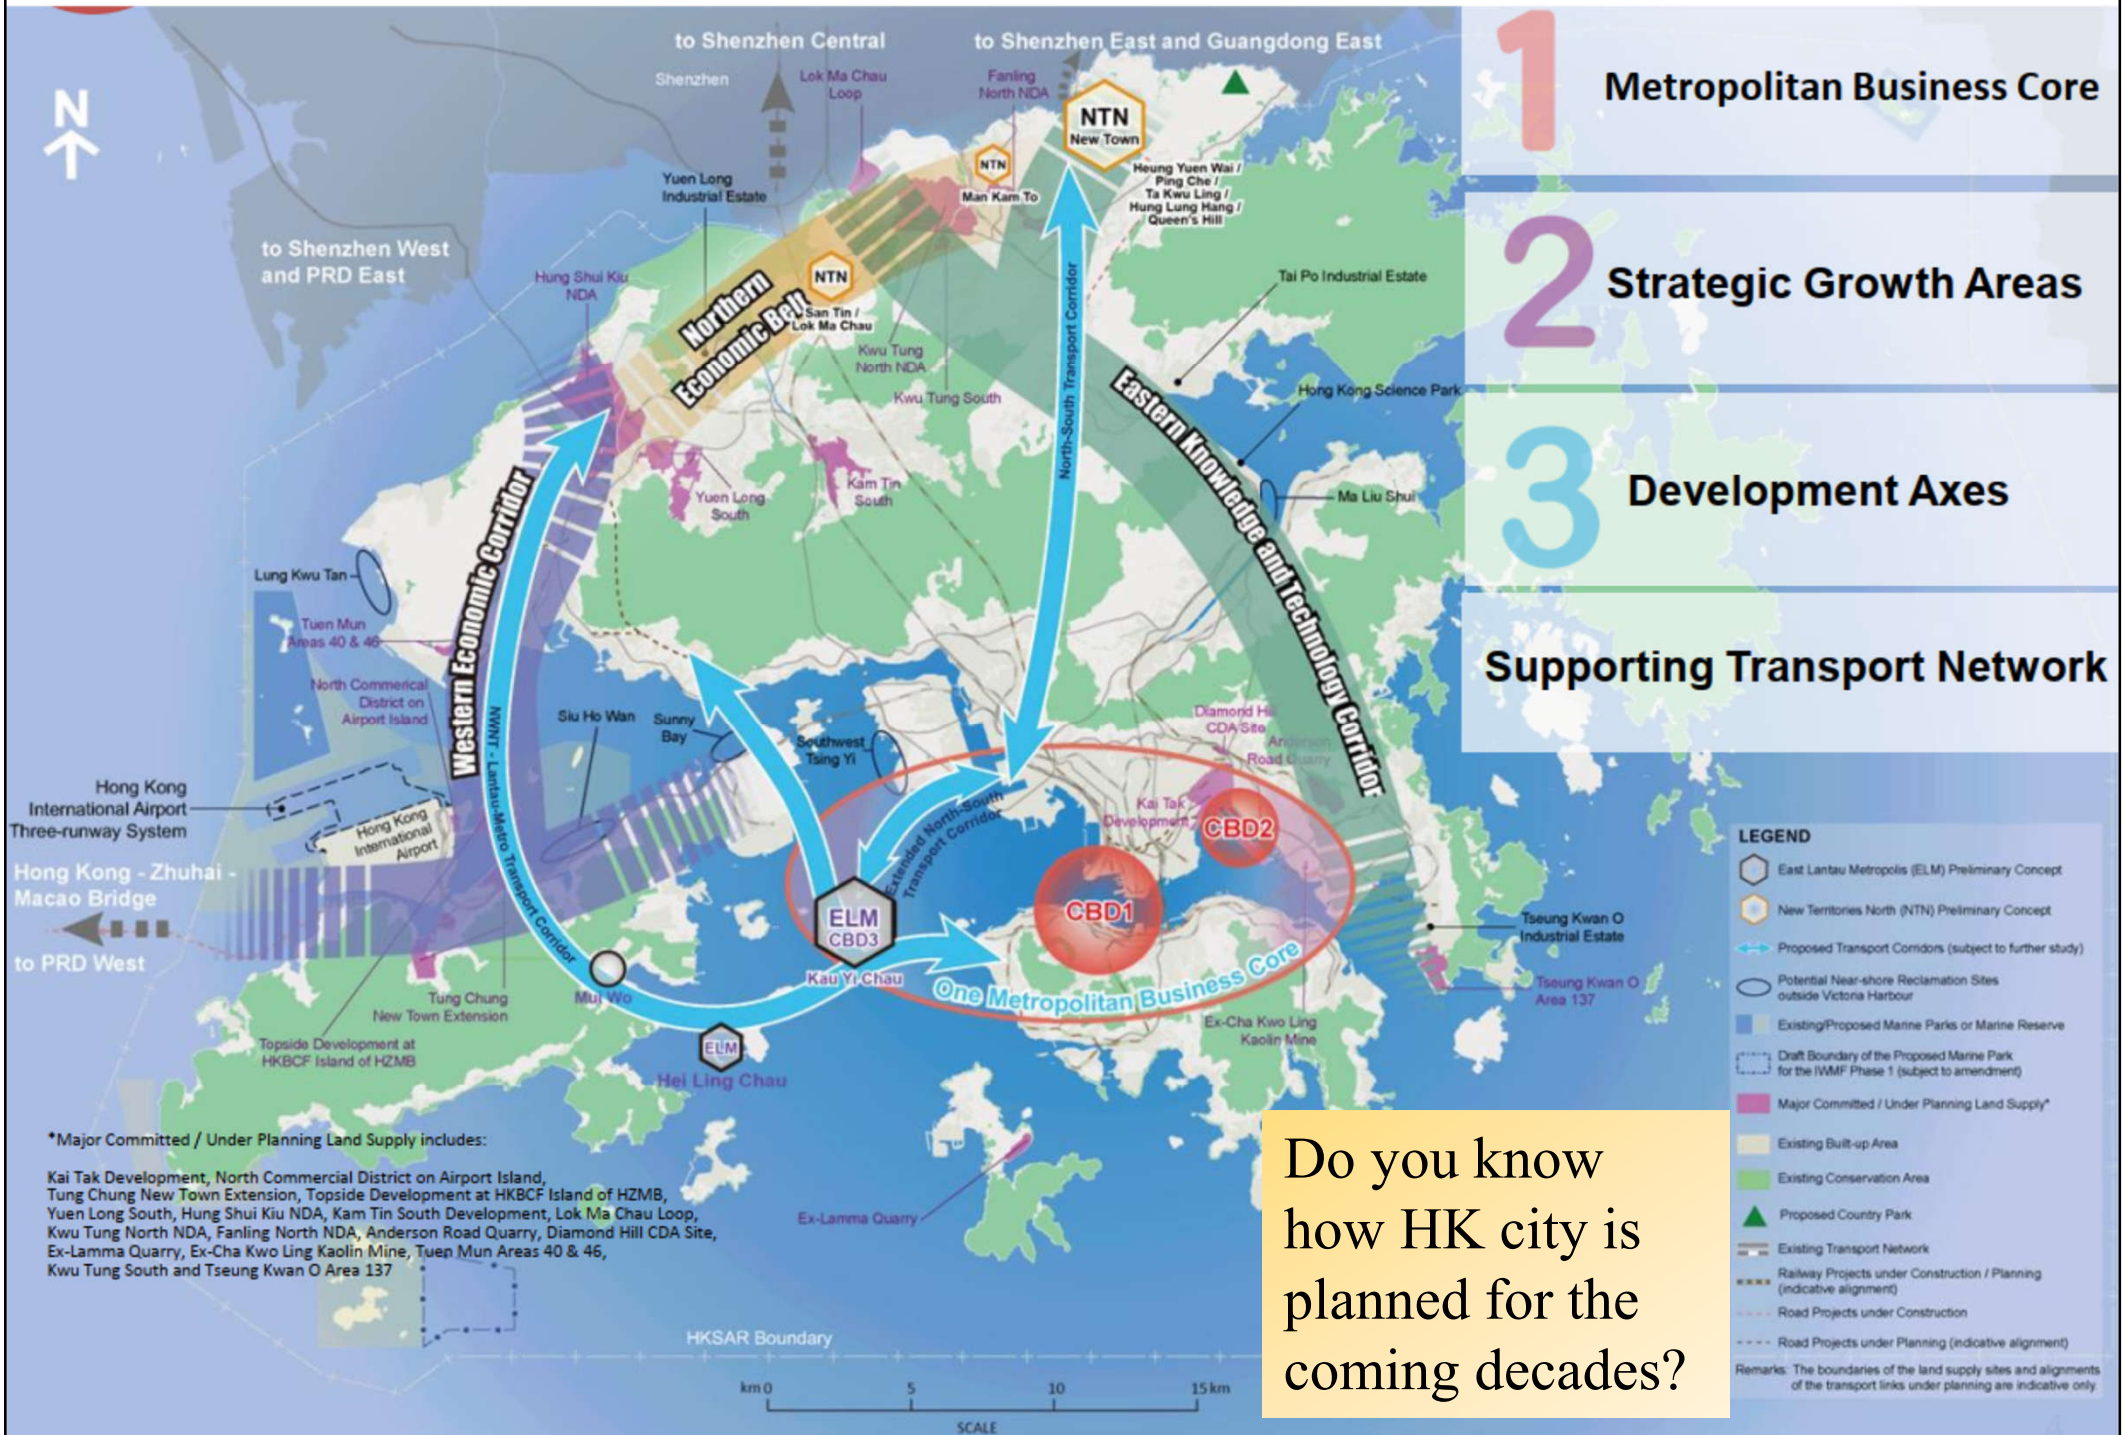 to Shenzhen Central
to Shenzhen East and Guangdong East
Shenzhen
Lok Ma Chau
Loop
Fanling
North NDA
N
NTN
New Town
NTN
Man Kam To
Heung Yuen Wai /
Ping Che /
Ta Kwu Ling /
Hung Lung Hang /
Queen's Hill
Yuen Long
Industrial Estate
to Shenzhen West
and PRD East
Hung Shui Kiu
NDA
NTN
San Tin /
Lok Ma Chau
Northern
Economic Belt
Kwu Tung
North NDA
Kwu Tung South
North-South Transport Corridor
Tai Po Industrial Estate
Hong Kong Science Park
Ma Liu Shui
Eastern Knowledge and Technology Corridor
Yuen Long
South
Kam Tin
South
Western Economic Corridor
Lung Kwu Tan
Tuen Mun
Areas 40 & 46
North Commerical
District on
Airport Island
NWNT - Lantau-Metro Transport Corridor
Siu Ho Wan
Sunny
Bay
Southwest
Tsing Yi
Diamond Hill
CDA Site
Anderson
Road Quarry
Kai Tak
Development
CBD2
CBD1
Extended North-South
Transport Corridor
ELM
CBD3
Kau Yi Chau
One Metropolitan Business Core
Hong Kong
International Airport
Three-runway System
Hong Kong
International
Airport
Hong Kong - Zhuhai -
Macao Bridge
to PRD West
Tung Chung
New Town Extension
Mui Wo
Topside Development at
HKBCF Island of HZMB
ELM
Hei Ling Chau
Ex-Cha Kwo Ling
Kaolin Mine
Tseung Kwan O
Industrial Estate
Tseung Kwan O
Area 137
Ex-Lamma Quarry
*Major Committed / Under Planning Land Supply includes:
Kai Tak Development, North Commercial District on Airport Island,
Tung Chung New Town Extension, Topside Development at HKBCF Island of HZMB,
Yuen Long South, Hung Shui Kiu NDA, Kam Tin South Development, Lok Ma Chau Loop,
Kwu Tung North NDA, Fanling North NDA, Anderson Road Quarry, Diamond Hill CDA Site,
Ex-Lamma Quarry, Ex-Cha Kwo Ling Kaolin Mine, Tuen Mun Areas 40 & 46,
Kwu Tung South and Tseung Kwan O Area 137
HKSAR Boundary
km 0 5 10 15 km
SCALE
1 Metropolitan Business Core
2 Strategic Growth Areas
3 Development Axes
Supporting Transport Network
LEGEND
East Lantau Metropolis (ELM) Preliminary Concept
New Territories North (NTN) Preliminary Concept
Proposed Transport Corridors (subject to further study)
Potential Near-shore Reclamation Sites
outside Victoria Harbour
Existing/Proposed Marine Parks or Marine Reserve
Draft Boundary of the Proposed Marine Park
for the IWMF Phase 1 (subject to amendment)
Major Committed / Under Planning Land Supply*
Existing Built-up Area
Existing Conservation Area
Proposed Country Park
Existing Transport Network
Railway Projects under Construction / Planning
(indicative alignment)
Road Projects under Construction
Road Projects under Planning (indicative alignment)
Remarks: The boundaries of the land supply sites and alignments
of the transport links under planning are indicative only.
Do you know
how HK city is
planned for the
coming decades?